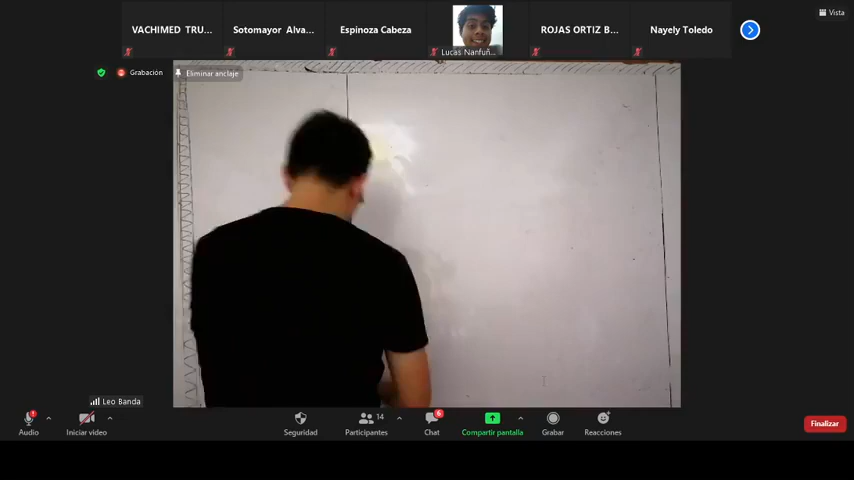 Vista
VACHIMED TRU...
Sotomayor Alva...
Espinoza Cabeza
Lucas Nanfuñ...
ROJAS ORTIZ B...
Nayely Toledo
Grabación
Eliminar anclaje
Leo Banda
Audio
Iniciar video
Seguridad
14
Participantes
6
Chat
Compartir pantalla
Grabar
Reacciones
Finalizar